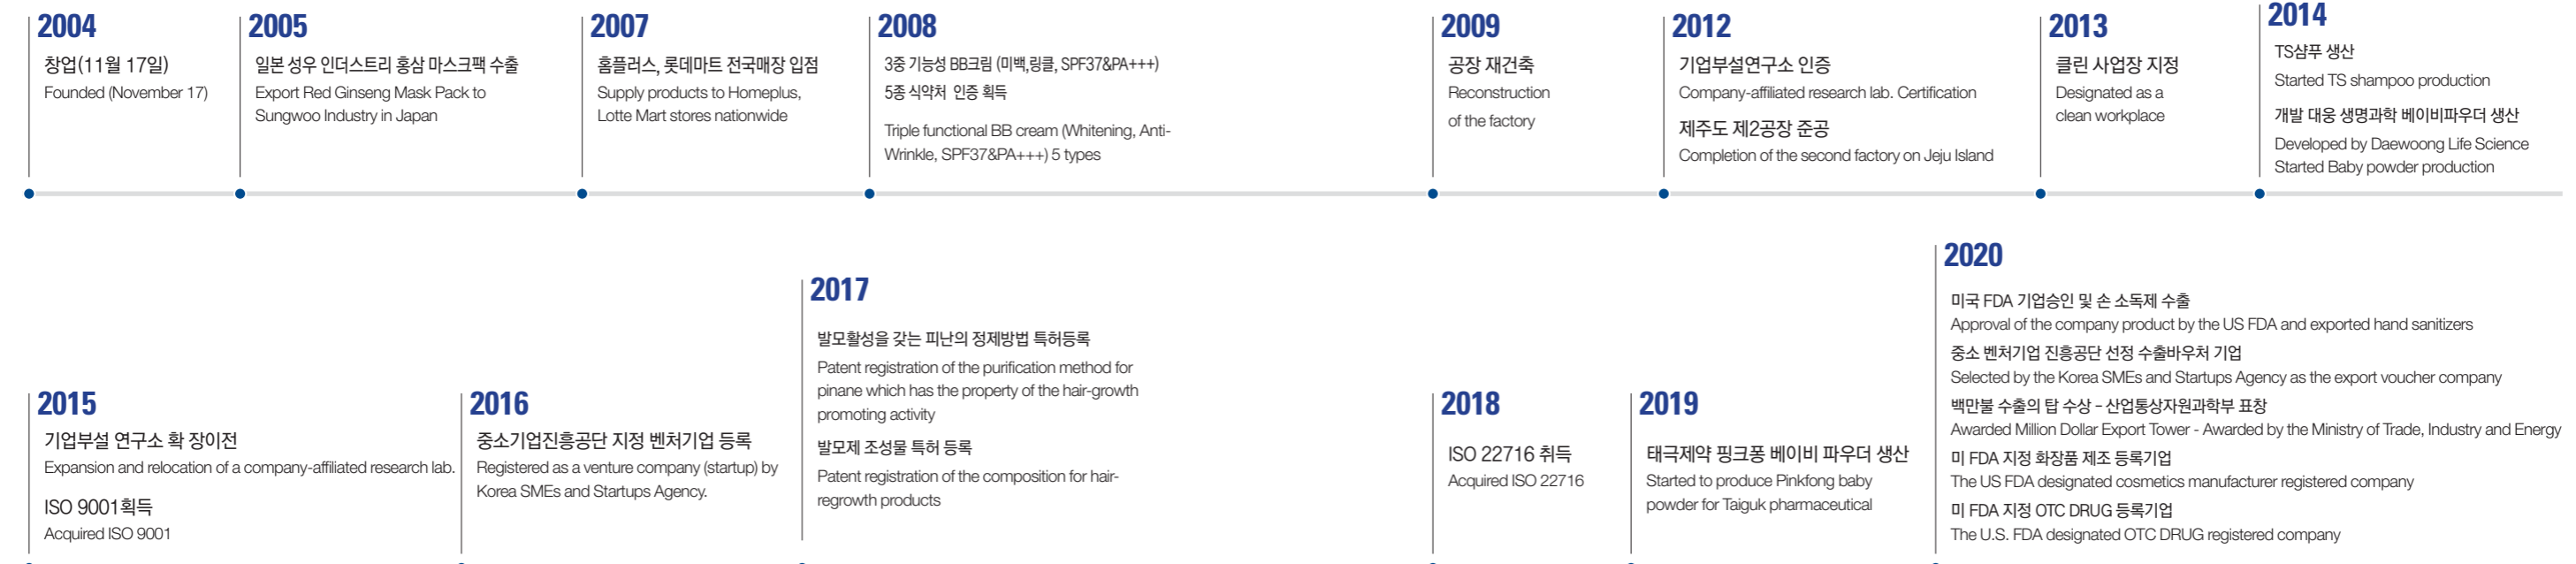 2004
창업(11월 17일)
Founded (November 17)
2005
일본 성우 인더스트리 홍삼 마스크팩 수출
Export Red Ginseng Mask Pack to
Sungwoo Industry in Japan
2007
홈플러스, 롯데마트 전국매장 입점
Supply products to Homeplus,
Lotte Mart stores nationwide
2008
3중 기능성 BB크림 (미백,링클, SPF37&PA+++)
5종 식약처 인증 획득
Triple functional BB cream (Whitening, Anti-
Wrinkle, SPF37&PA+++) 5 types
2009
공장 재건축
Reconstruction
of the factory
2012
기업부설연구소 인증
Company-affiliated research lab. Certification
제주도 제2공장 준공
Completion of the second factory on Jeju Island
2013
클린 사업장 지정
Designated as a
clean workplace
2014
TS샴푸 생산
Started TS shampoo production
개발 대웅 생명과학 베이비파우더 생산
Developed by Daewoong Life Science
Started Baby powder production
2015
기업부설 연구소 확 장이전
Expansion and relocation of a company-affiliated research lab.
ISO 9001획득
Acquired ISO 9001
2016
중소기업진흥공단 지정 벤처기업 등록
Registered as a venture company (startup) by
Korea SMEs and Startups Agency.
2017
발모활성을 갖는 피난의 정제방법 특허등록
Patent registration of the purification method for
pinane which has the property of the hair-growth
promoting activity
발모제 조성물 특허 등록
Patent registration of the composition for hair-
regrowth products
2018
ISO 22716 취득
Acquired ISO 22716
2019
태극제약 핑크퐁 베이비 파우더 생산
Started to produce Pinkfong baby
powder for Taiguk pharmaceutical
2020
미국 FDA 기업승인 및 손 소독제 수출
Approval of the company product by the US FDA and exported hand sanitizers
중소 벤처기업 진흥공단 선정 수출바우처 기업
Selected by the Korea SMEs and Startups Agency as the export voucher company
백만불 수출의 탑 수상 - 산업통상자원과학부 표창
Awarded Million Dollar Export Tower - Awarded by the Ministry of Trade, Industry and Energy
미 FDA 지정 화장품 제조 등록기업
The US FDA designated cosmetics manufacturer registered company
미 FDA 지정 OTC DRUG 등록기업
The U.S. FDA designated OTC DRUG registered company